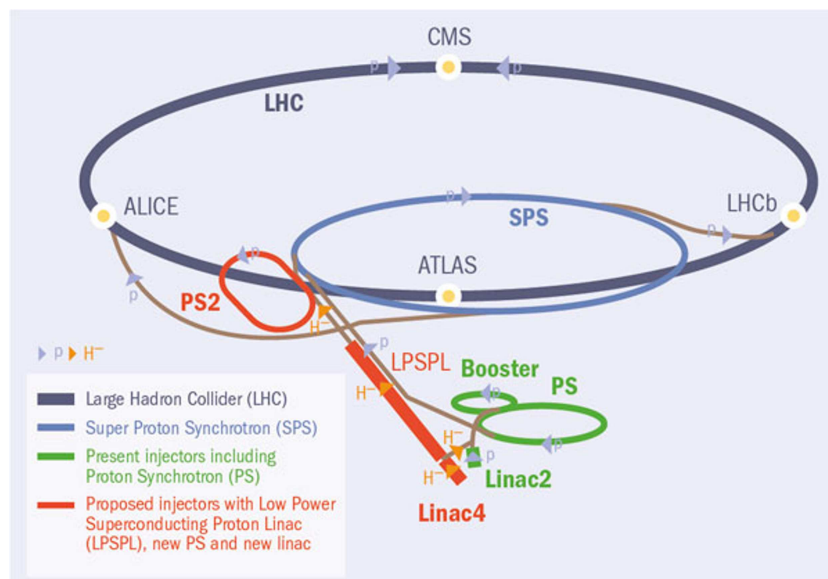 CMS
p
p
LHC
ALICE
p
SPS
LHCb
p
p
ATLAS
PS2
p
H⁻
p
H⁻
p
LPSPL
Booster
PS
H⁻
p
p
H⁻
p
H⁻
Linac2
Linac4
Large Hadron Collider (LHC)
Super Proton Synchrotron (SPS)
Present injectors including
Proton Synchrotron (PS)
Proposed injectors with Low Power
Superconducting Proton Linac
(LPSPL), new PS and new linac